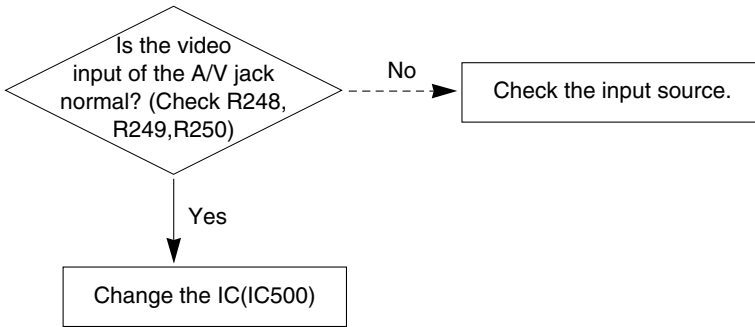 Is the video
input of the A/V jack
normal? (Check R248,
R249,R250)
No
Check the input source.
Yes
Change the IC(IC500)